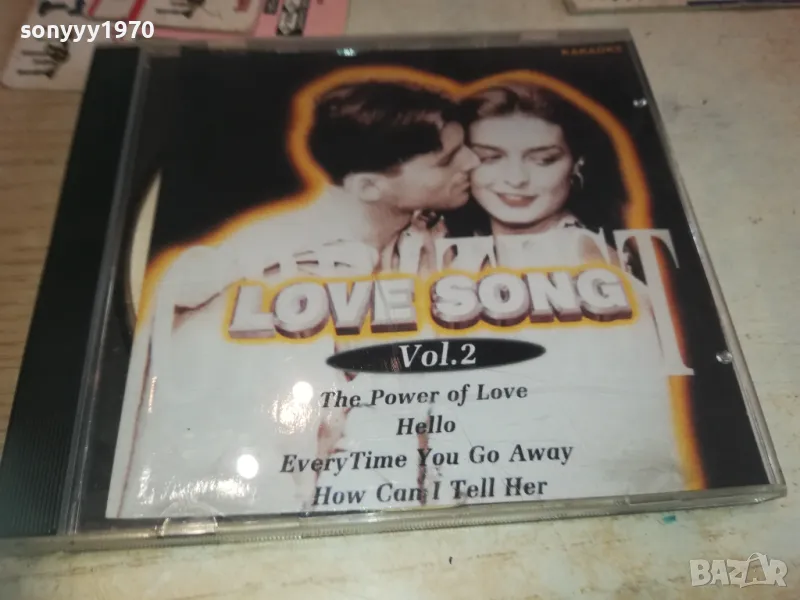 sonyyy1970
KARAOKE
LOVE SONG
Vol.2
The Power of Love
Hello
EveryTime You Go Away
How Can I Tell Her
BAZAR